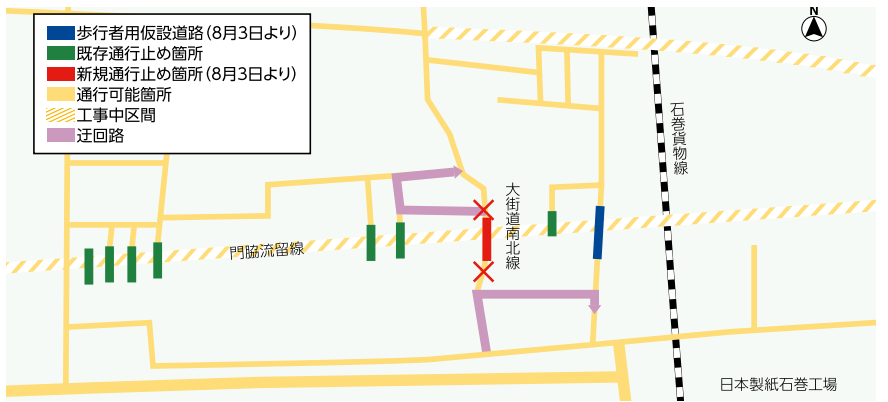 歩行者用仮設道路（8月3日より）
既存通行止め箇所
新規通行止め箇所（8月3日より）
通行可能箇所
工事中区間
迂回路
N
石巻貨物線
大街道南北線
門脇流留線
日本製紙石巻工場